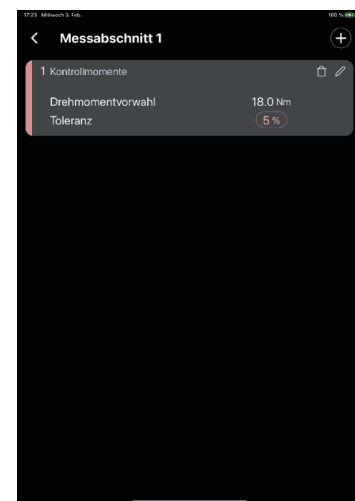 17:23 Mittwoch 3. Feb. 100 %
Messabschnitt 1
1 Kontrollmomente
Drehmomentvorwahl 18.0 Nm
Toleranz 5 %